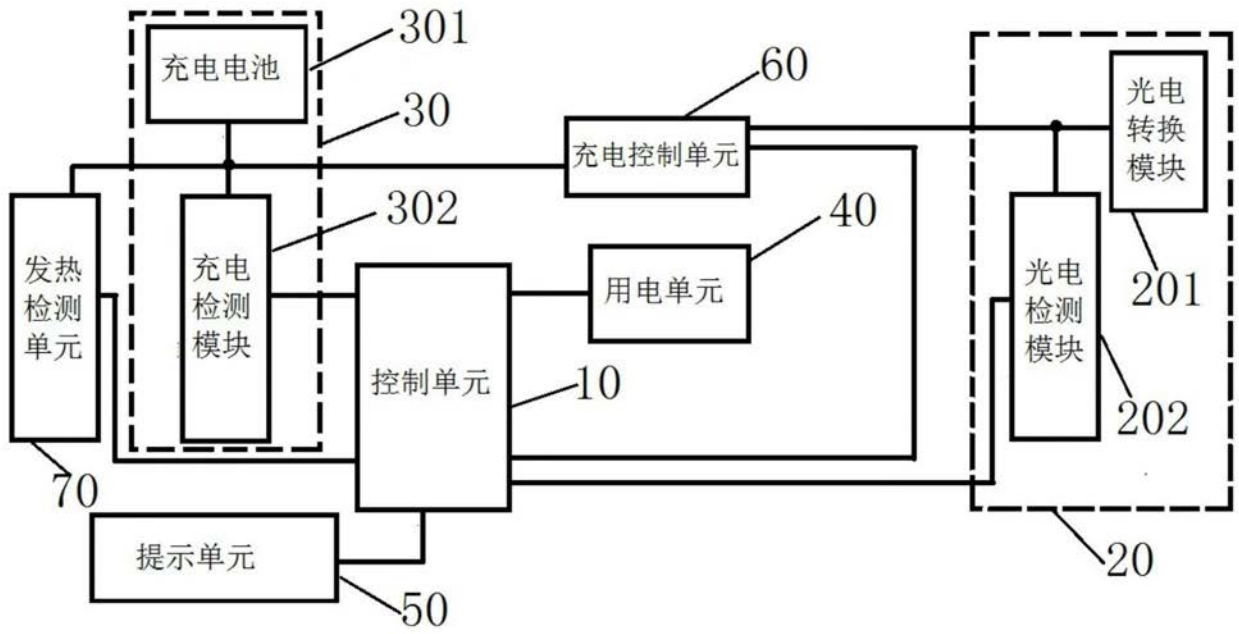 充电电池
301
30
60
充电控制单元
光电
转换
模块
201
发热
检测
单元
70
充电
检测
模块
302
控制单元
10
用电单元
40
光电
检测
模块
202
20
提示单元
50